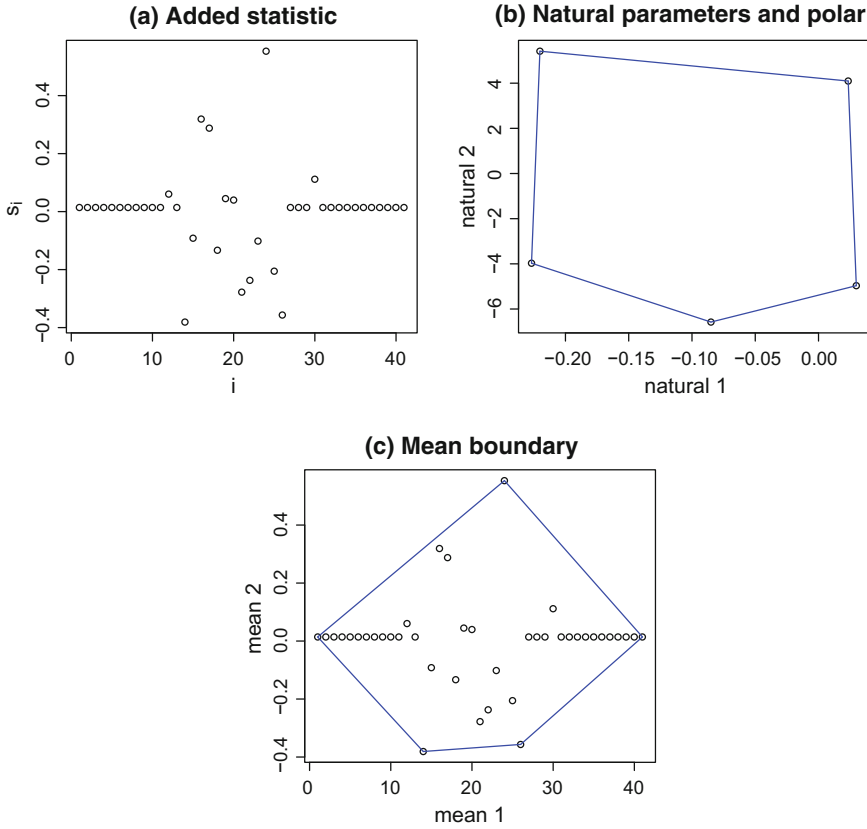 (a) Added statistic
0.4
0.2
0.0
−0.2
−0.4
s_i
0 10 20 30 40
i
(b) Natural parameters and polar
4
2
0
−2
−4
−6
natural 2
−0.20 −0.15 −0.10 −0.05 0.00
natural 1
(c) Mean boundary
0.4
0.2
0.0
−0.2
−0.4
mean 2
0 10 20 30 40
mean 1